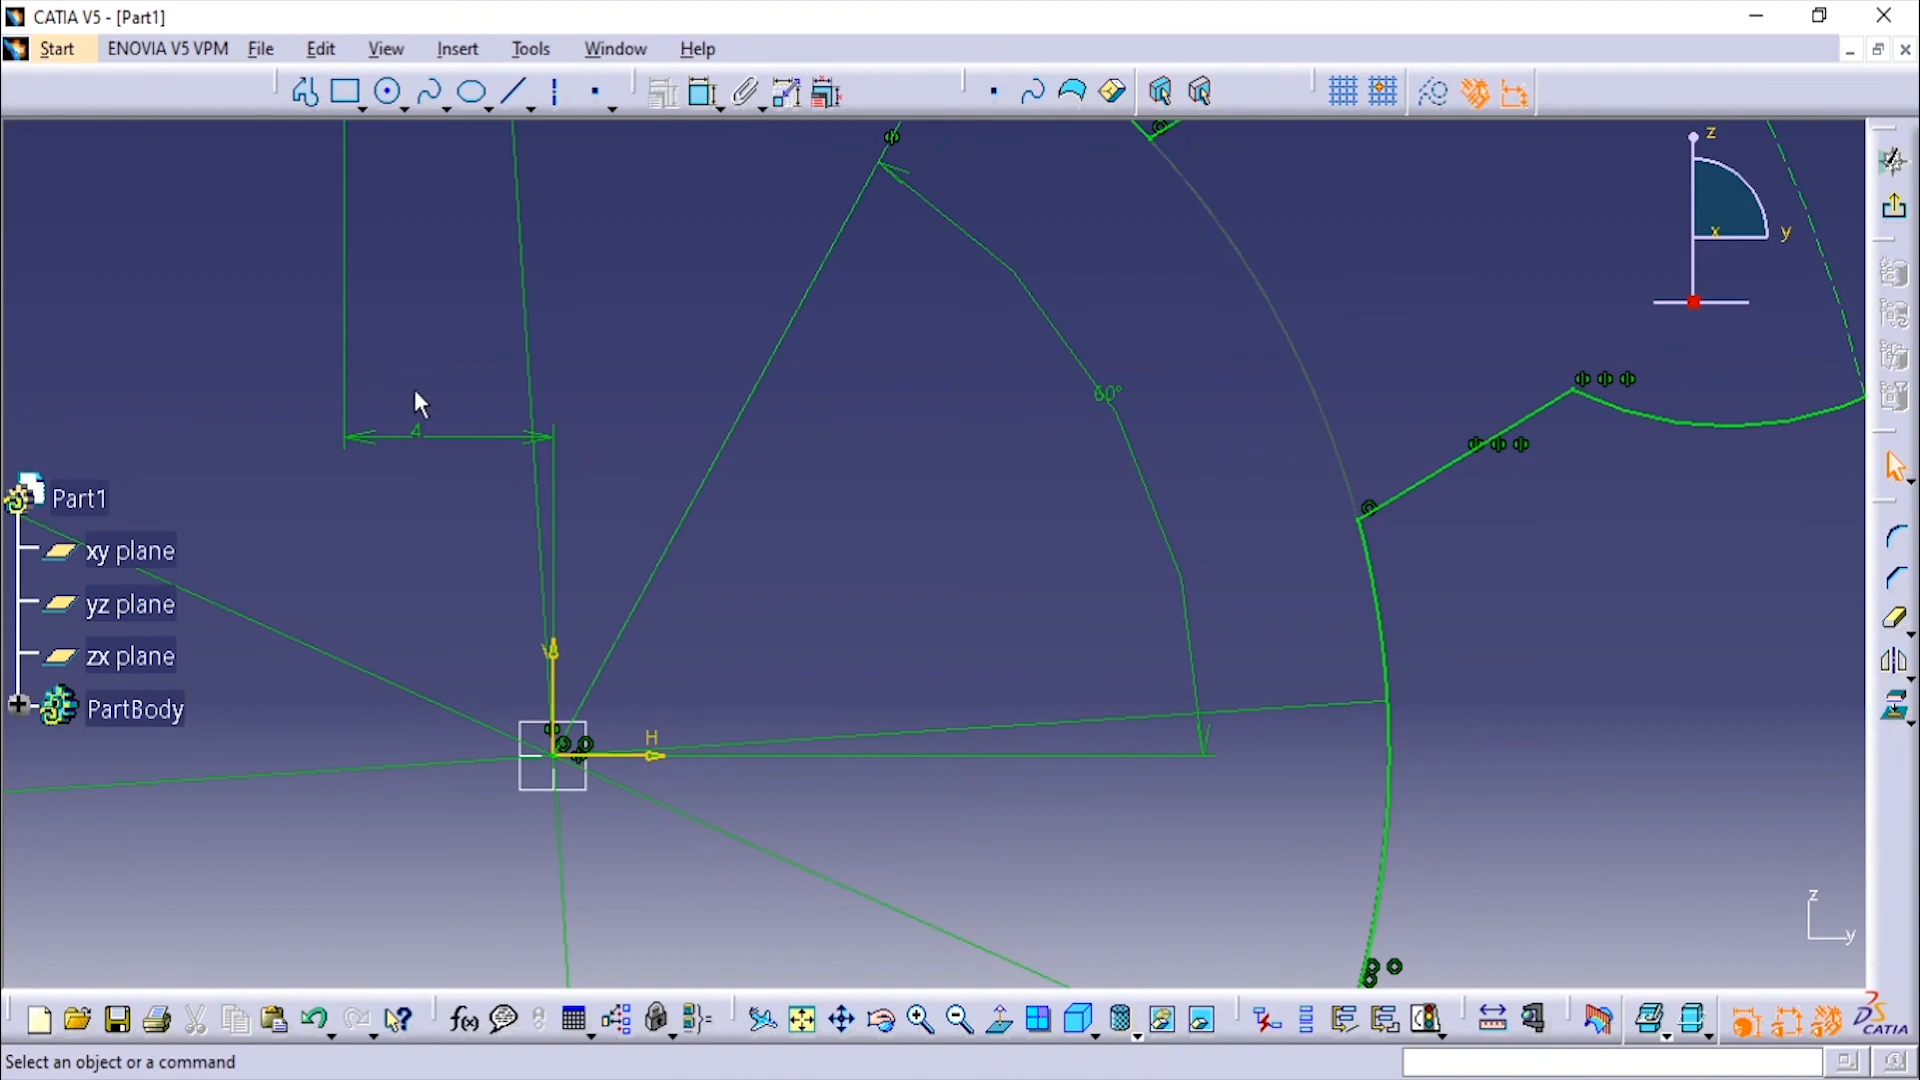 CATIA V5 - [Part1]
Start ENOVIA V5 VPM File Edit View Insert Tools Window Help
z
x
y
60°
4
Part1
xy plane
yz plane
zx plane
PartBody
V
H
z
y
f(x)
CATIA
Select an object or a command